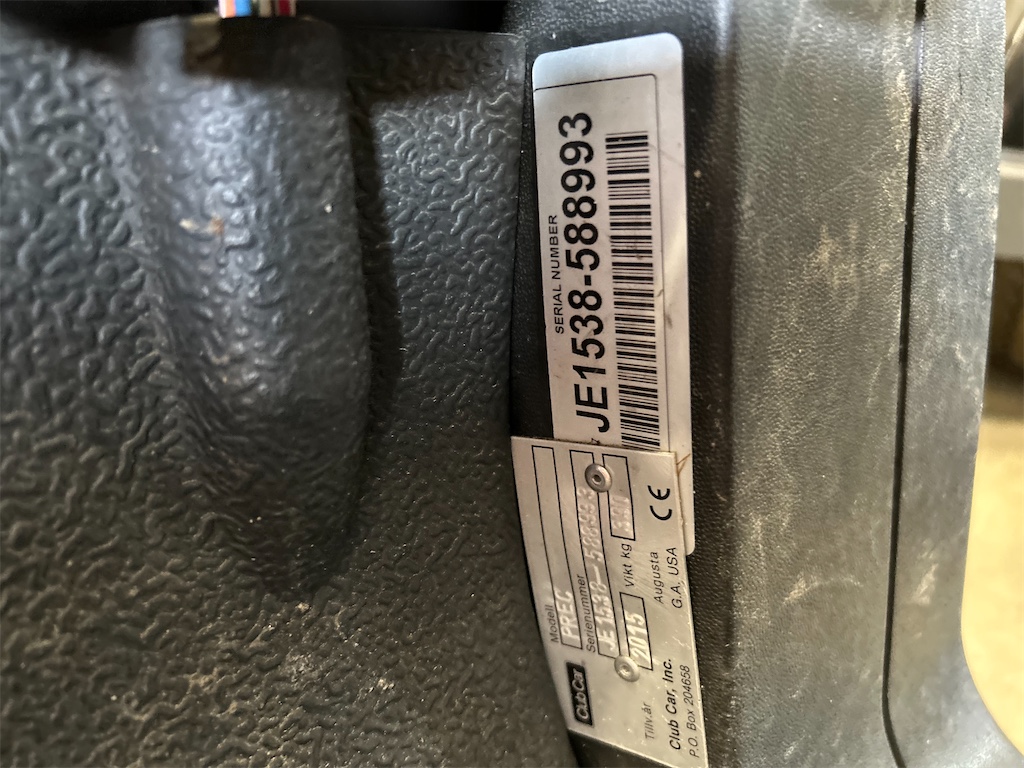 SERIAL NUMBER
JE1538-588993
Club Car
Modell
PREC
Serienummer
JE1538-588993
2015
Vikt kg
Tillv.år
Club Car, Inc.
Augusta
P.O. Box 204658
G.A, USA
CE